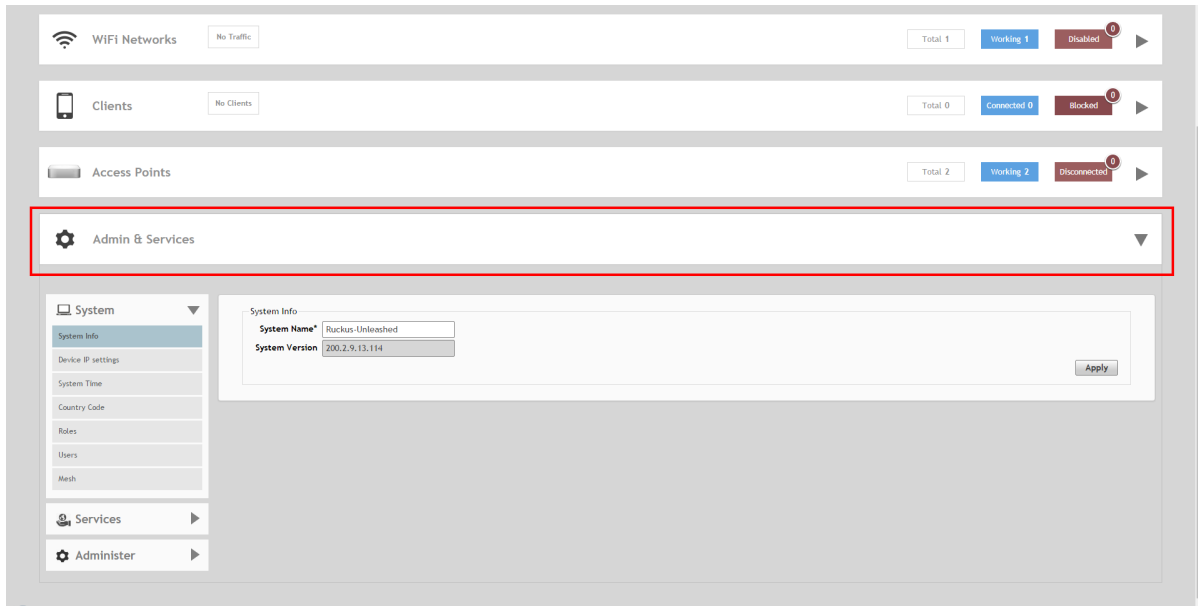 WiFi Networks No Traffic Total 1 Working 1 Disabled 0
Clients No Clients Total 0 Connected 0 Blocked 0
Access Points Total 2 Working 2 Disconnected 0
Admin & Services
System
System Info
Device IP settings
System Time
Country Code
Roles
Users
Mesh
Services
Administer
System Info
System Name* Ruckus-Unleashed
System Version 200.2.9.13.114
Apply